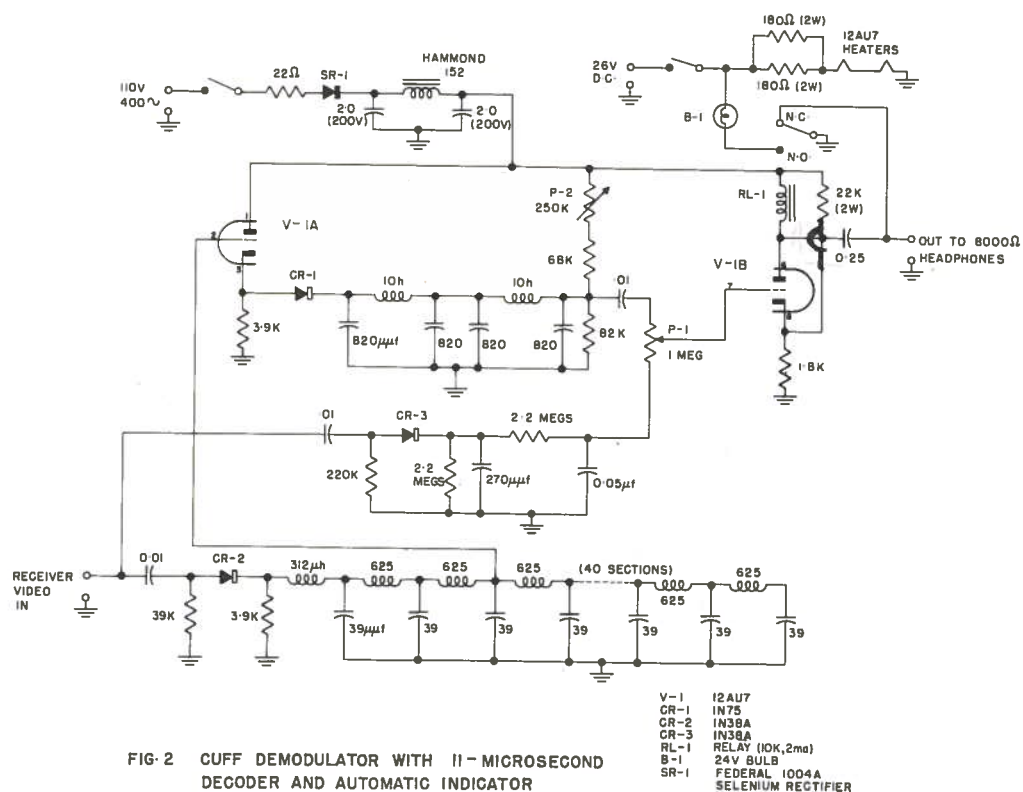 180Ω (2W)
12AU7
HEATERS
HAMMOND
152
26V
D.C.
22Ω
SR-1
180Ω (2W)
110V
400~
2·0
(200V)
2·0
(200V)
B-1
N.C.
N.O.
P-2
250K
RL-1
22K
(2W)
1
2
V-1A
3
68K
0·25
OUT TO 8000Ω
HEADPHONES
V-1B
6
7
8
CR-1
10h
10h
·01
3·9K
820μμf
820
820
820
82K
P-1
1 MEG
1·8K
·01
CR-3
2·2 MEGS
220K
2·2
MEGS
270μμf
0·05μf
RECEIVER
VIDEO
IN
0·01
CR-2
312μh
625
625
625
(40 SECTIONS)
625
625
39K
3·9K
39μμf
39
39
39
39
39
39
V-1 12AU7
CR-1 1N75
CR-2 1N38A
CR-3 1N38A
RL-1 RELAY (10K,2ma)
B-1 24V BULB
SR-1 FEDERAL 1004A
SELENIUM RECTIFIER
FIG·2 CUFF DEMODULATOR WITH 11-MICROSECOND
DECODER AND AUTOMATIC INDICATOR